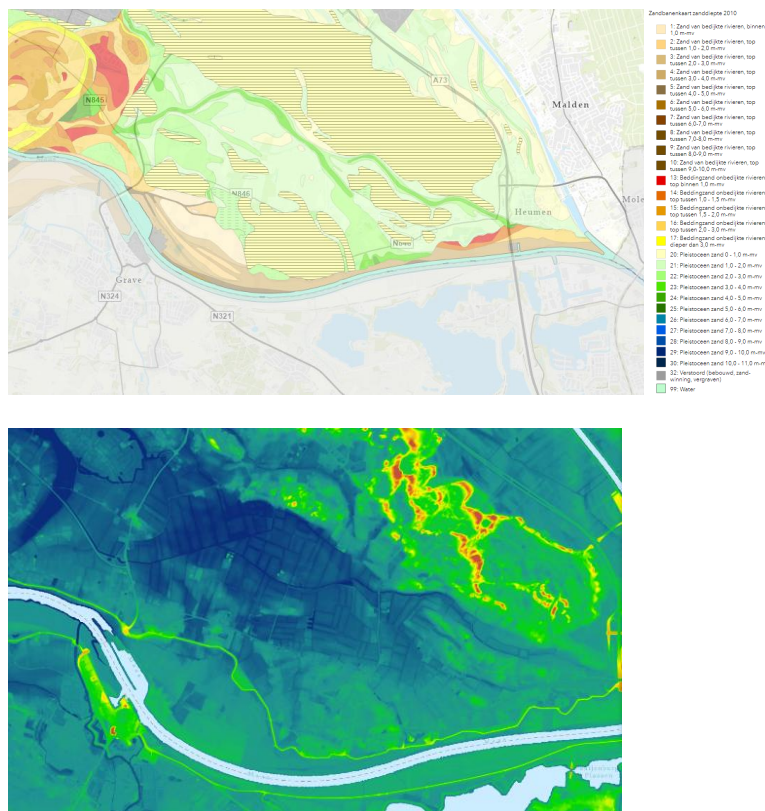 Zandbanenkaart zanddiepte 2010
1: Zand van bedijkte rivieren, binnen
1,0 m-mv
2: Zand van bedijkte rivieren, top
tussen 1,0 - 2,0 m-mv
3: Zand van bedijkte rivieren, top
tussen 2,0 - 3,0 m-mv
4: Zand van bedijkte rivieren, top
tussen 3,0 - 4,0 m-mv
5: Zand van bedijkte rivieren, top
tussen 4,0 - 5,0 m-mv
6: Zand van bedijkte rivieren, top
tussen 5,0 - 6,0 m-mv
7: Zand van bedijkte rivieren, top
tussen 6,0-7,0 m-mv
8: Zand van bedijkte rivieren, top
tussen 7,0-8,0 m-mv
9: Zand van bedijkte rivieren, top
tussen 8,0-9,0 m-mv
10: Zand van bedijkte rivieren, top
tussen 9,0-10,0 m-mv
13: Beddingzand onbedijkte rivieren
top binnen 1,0 m-mv
14: Beddingzand onbedijkte rivieren
top tussen 1,0 - 1,5 m-mv
15: Beddingzand onbedijkte rivieren
top tussen 1,5 - 2,0 m-mv
16: Beddingzand onbedijkte rivieren
top tussen 2,0 - 3,0 m-mv
17: Beddingzand onbedijkte rivieren
dieper dan 3,0 m-mv
20: Pleistoceen zand 0 - 1,0 m-mv
21: Pleistoceen zand 1,0 - 2,0 m-mv
22: Pleistoceen zand 2,0 - 3,0 m-mv
23: Pleistoceen zand 3,0 - 4,0 m-mv
24: Pleistoceen zand 4,0 - 5,0 m-mv
25: Pleistoceen zand 5,0 - 6,0 m-mv
26: Pleistoceen zand 6,0 - 7,0 m-mv
27: Pleistoceen zand 7,0 - 8,0 m-mv
28: Pleistoceen zand 8,0 - 9,0 m-mv
29: Pleistoceen zand 9,0 - 10,0 m-mv
30: Pleistoceen zand 10,0 - 11,0 m-mv
32: Verstoord (bebouwd, zand-
winning, vergraven)
99: Water
A73
N845
Malden
N846
Mole
Heumen
Grave
N324
N321